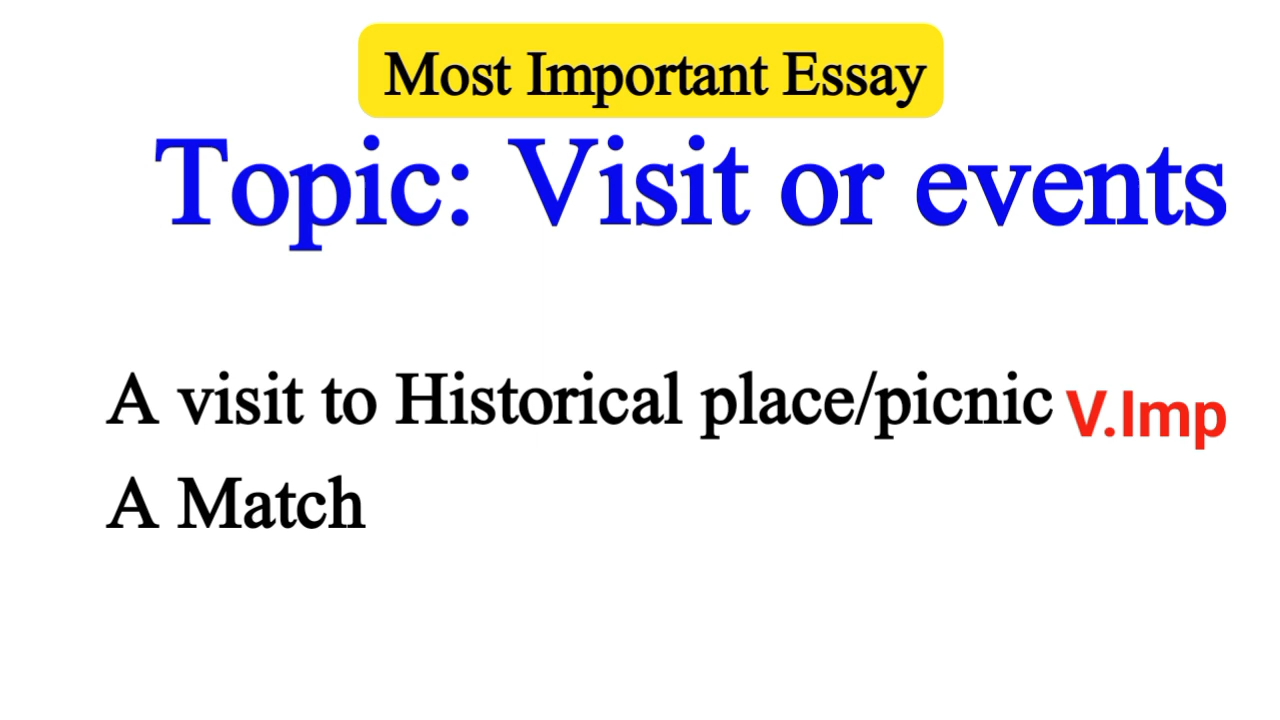 Most Important Essay
Topic: Visit or events
A visit to Historical place/picnic V.Imp
A Match